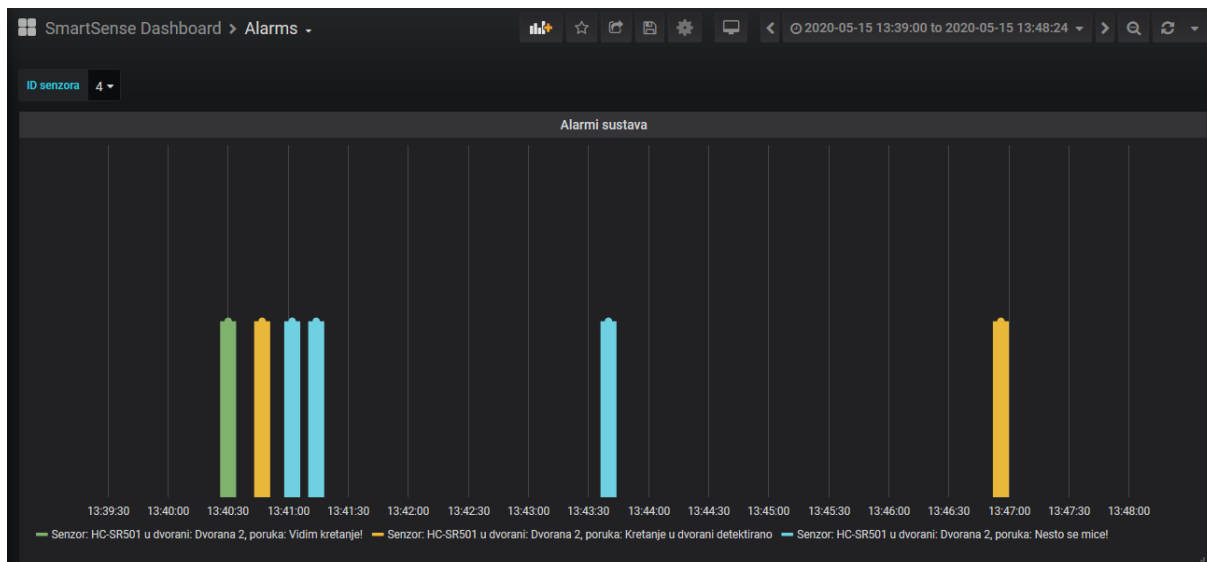 SmartSense Dashboard > Alarms
2020-05-15 13:39:00 to 2020-05-15 13:48:24
ID senzora 4
Alarmi sustava
13:39:30 13:40:00 13:40:30 13:41:00 13:41:30 13:42:00 13:42:30 13:43:00 13:43:30 13:44:00 13:44:30 13:45:00 13:45:30 13:46:00 13:46:30 13:47:00 13:47:30 13:48:00
Senzor: HC-SR501 u dvorani: Dvorana 2, poruka: Vidim kretanje! Senzor: HC-SR501 u dvorani: Dvorana 2, poruka: Kretanje u dvorani detektirano Senzor: HC-SR501 u dvorani: Dvorana 2, poruka: Nesto se mice!